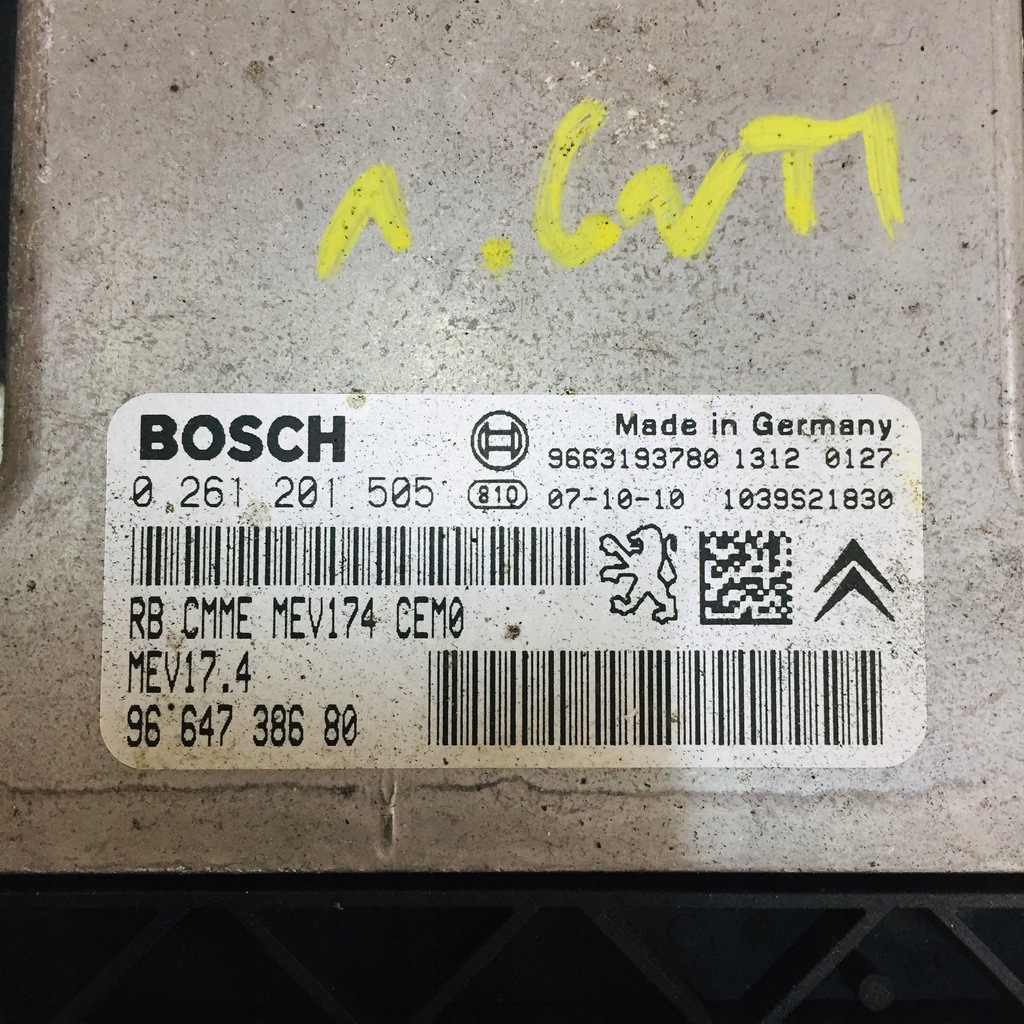 1.6VTI
BOSCH Made in Germany
9663193780 1312 0127
0 261 201 505 810 07-10-10 1039S21830
RB CMME MEV174 CEM0
MEV17.4
96 647 386 80